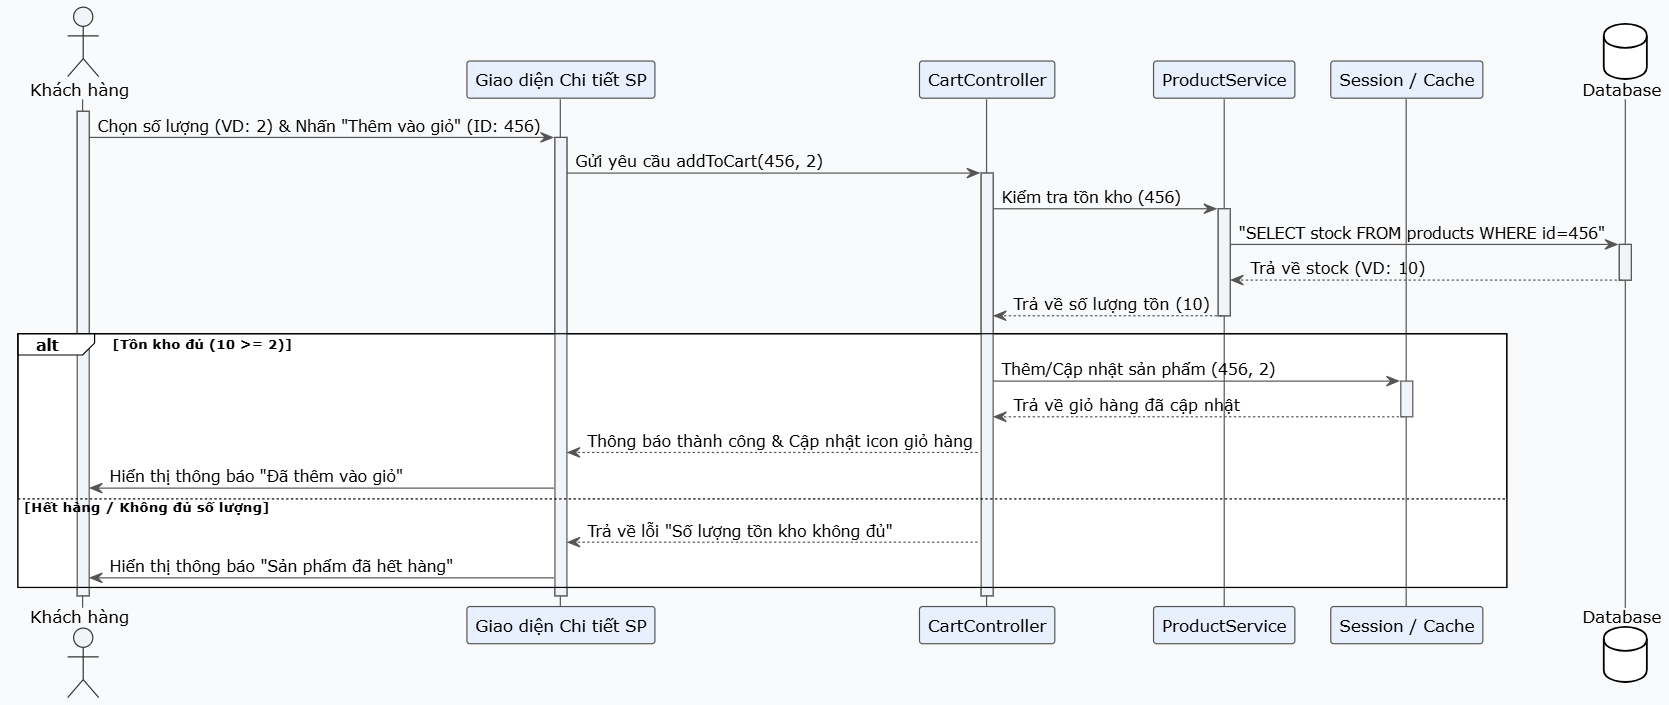 Khách hàng
Giao diện Chi tiết SP
CartController
ProductService
Session / Cache
Database
Chọn số lượng (VD: 2) & Nhấn "Thêm vào giỏ" (ID: 456)
Gửi yêu cầu addToCart(456, 2)
Kiểm tra tồn kho (456)
"SELECT stock FROM products WHERE id=456"
Trả về stock (VD: 10)
Trả về số lượng tồn (10)
alt
[Tồn kho đủ (10 >= 2)]
Thêm/Cập nhật sản phẩm (456, 2)
Trả về giỏ hàng đã cập nhật
Thông báo thành công & Cập nhật icon giỏ hàng
Hiển thị thông báo "Đã thêm vào giỏ"
[Hết hàng / Không đủ số lượng]
Trả về lỗi "Số lượng tồn kho không đủ"
Hiển thị thông báo "Sản phẩm đã hết hàng"
Khách hàng
Giao diện Chi tiết SP
CartController
ProductService
Session / Cache
Database